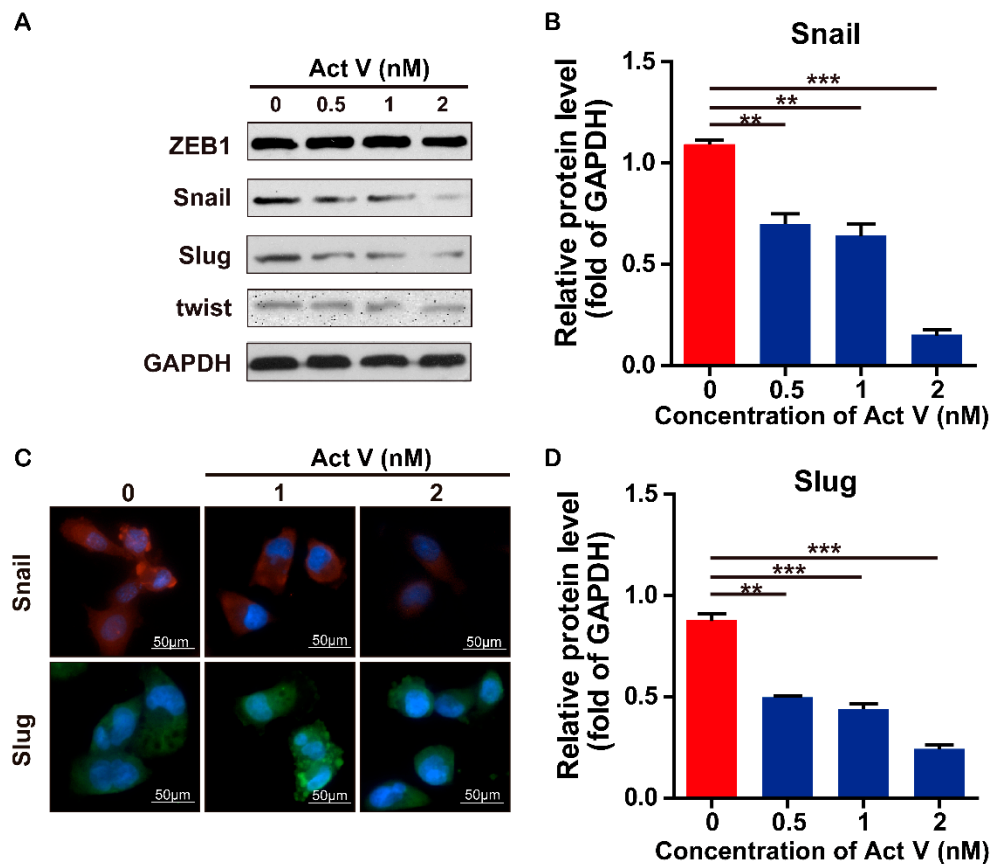 A
Act V (nM)
0 0.5 1 2
ZEB1
Snail
Slug
twist
GAPDH
B
Snail
Relative protein level
(fold of GAPDH)
1.5
1.0
0.5
0.0
***
**
**
0 0.5 1 2
Concentration of Act V (nM)
C
Act V (nM)
0 1 2
Snail
50μm 50μm 50μm
Slug
50μm 50μm 50μm
D
Slug
Relative protein level
(fold of GAPDH)
1.5
1.0
0.5
0.0
***
***
**
0 0.5 1 2
Concentration of Act V (nM)